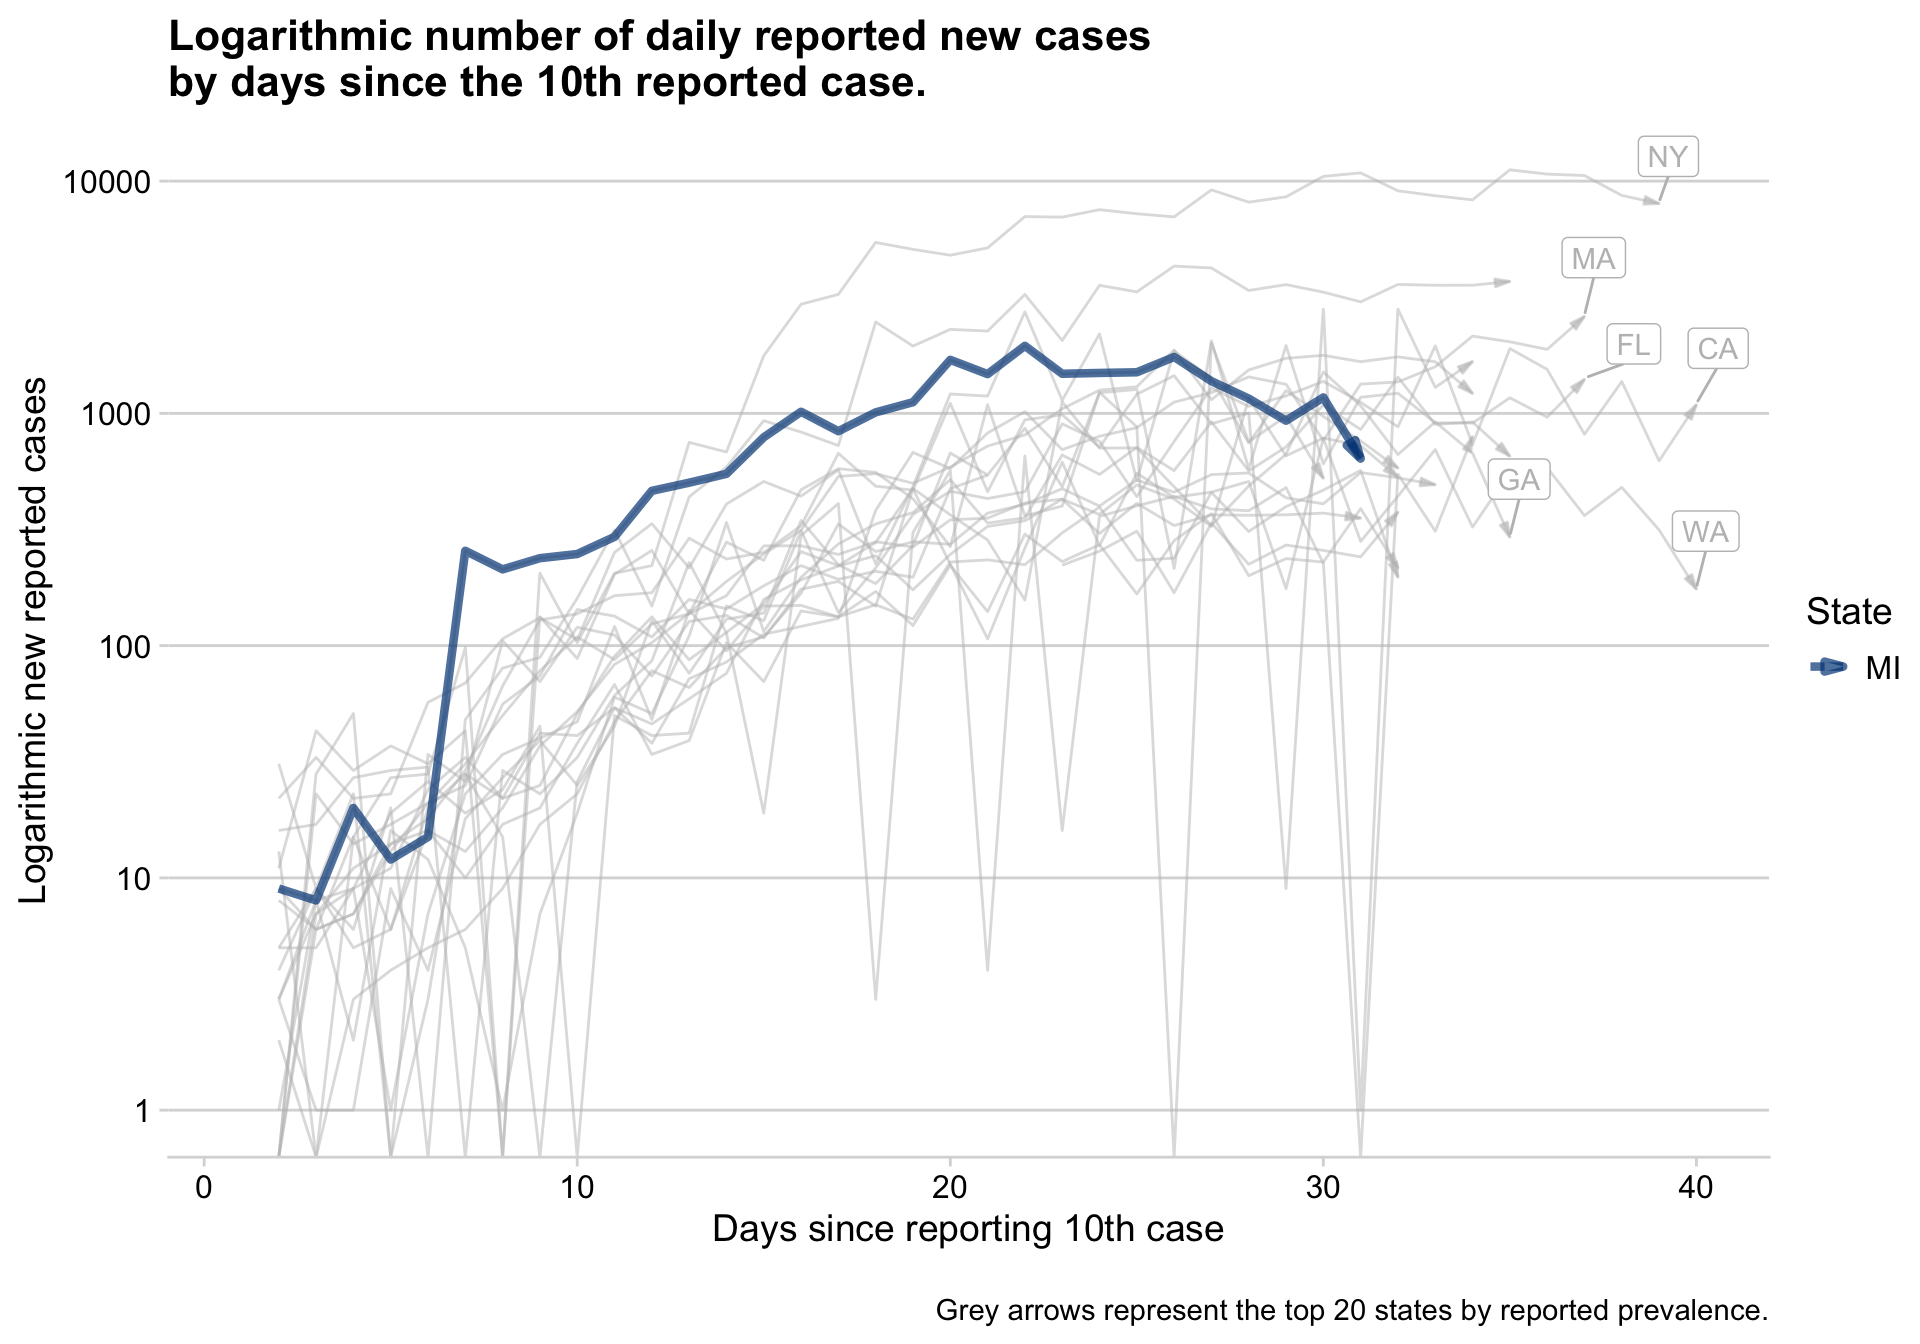 Logarithmic number of daily reported new cases
by days since the 10th reported case.
Logarithmic new reported cases
10000
1000
100
10
1
NY
MA
FL
CA
GA
WA
State
MI
0
10
20
30
40
Days since reporting 10th case
Grey arrows represent the top 20 states by reported prevalence.